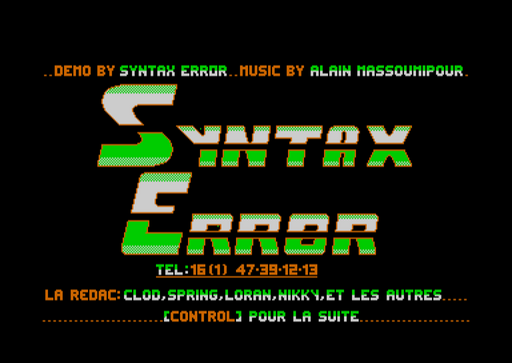 ..DEMO BY SYNTAX ERROR..MUSIC BY ALAIN MASSOUMIPOUR.
SYNTAX
ERROR
TEL:16(1) 47-39-12-13
LA REDAC:CLOD,SPRING,LORAN,NIKKY,ET LES AUTRES.....
....................[CONTROL] POUR LA SUITE....................